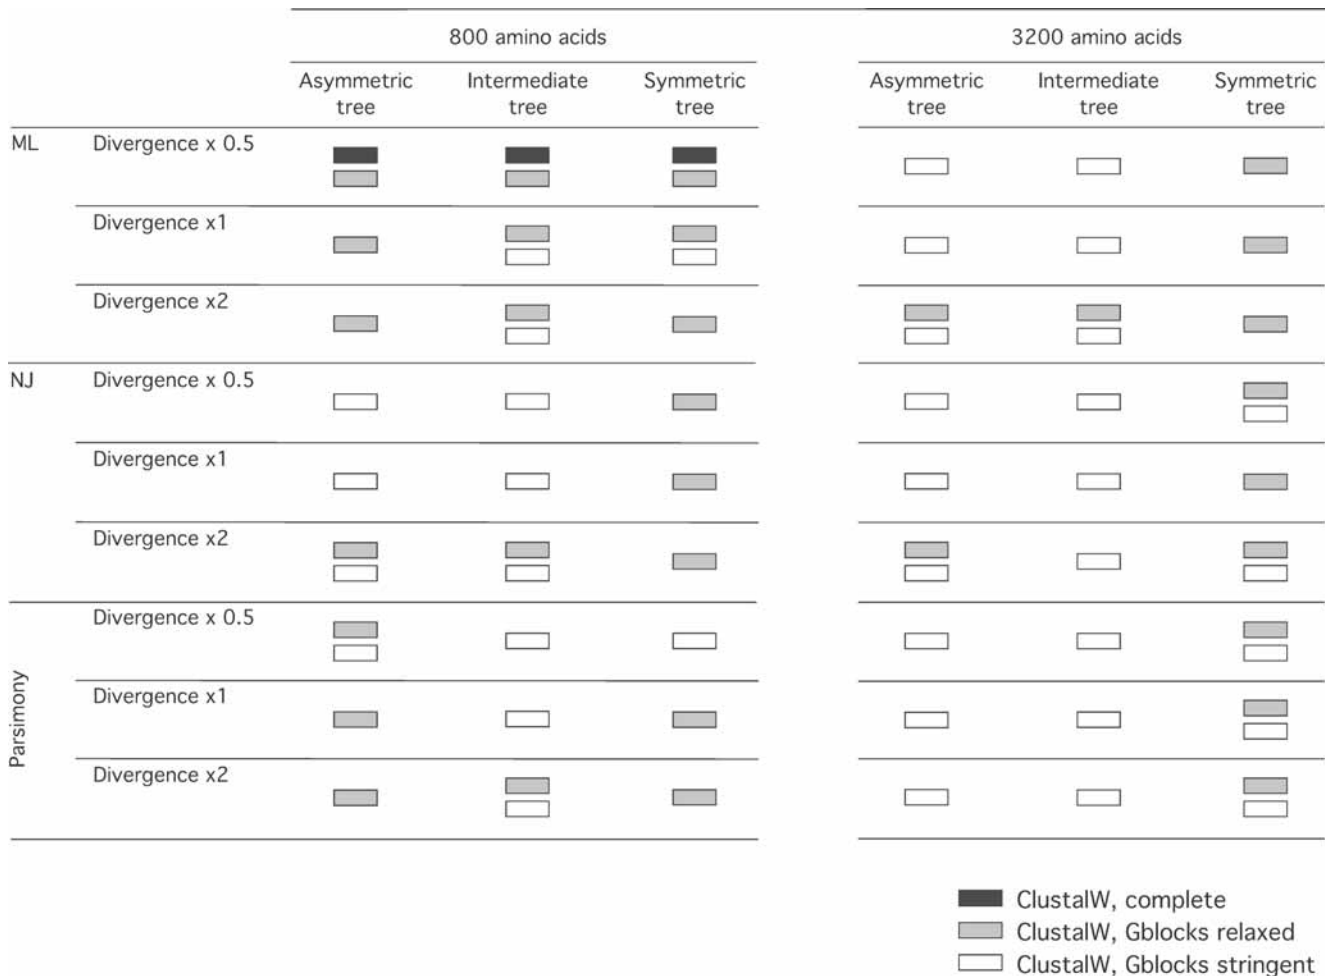 800 amino acids 3200 amino acids
Asymmetric tree Intermediate tree Symmetric tree Asymmetric tree Intermediate tree Symmetric tree
ML Divergence x 0.5
Divergence x1
Divergence x2
NJ Divergence x 0.5
Divergence x1
Divergence x2
Parsimony Divergence x 0.5
Divergence x1
Divergence x2
ClustalW, complete
ClustalW, Gblocks relaxed
ClustalW, Gblocks stringent